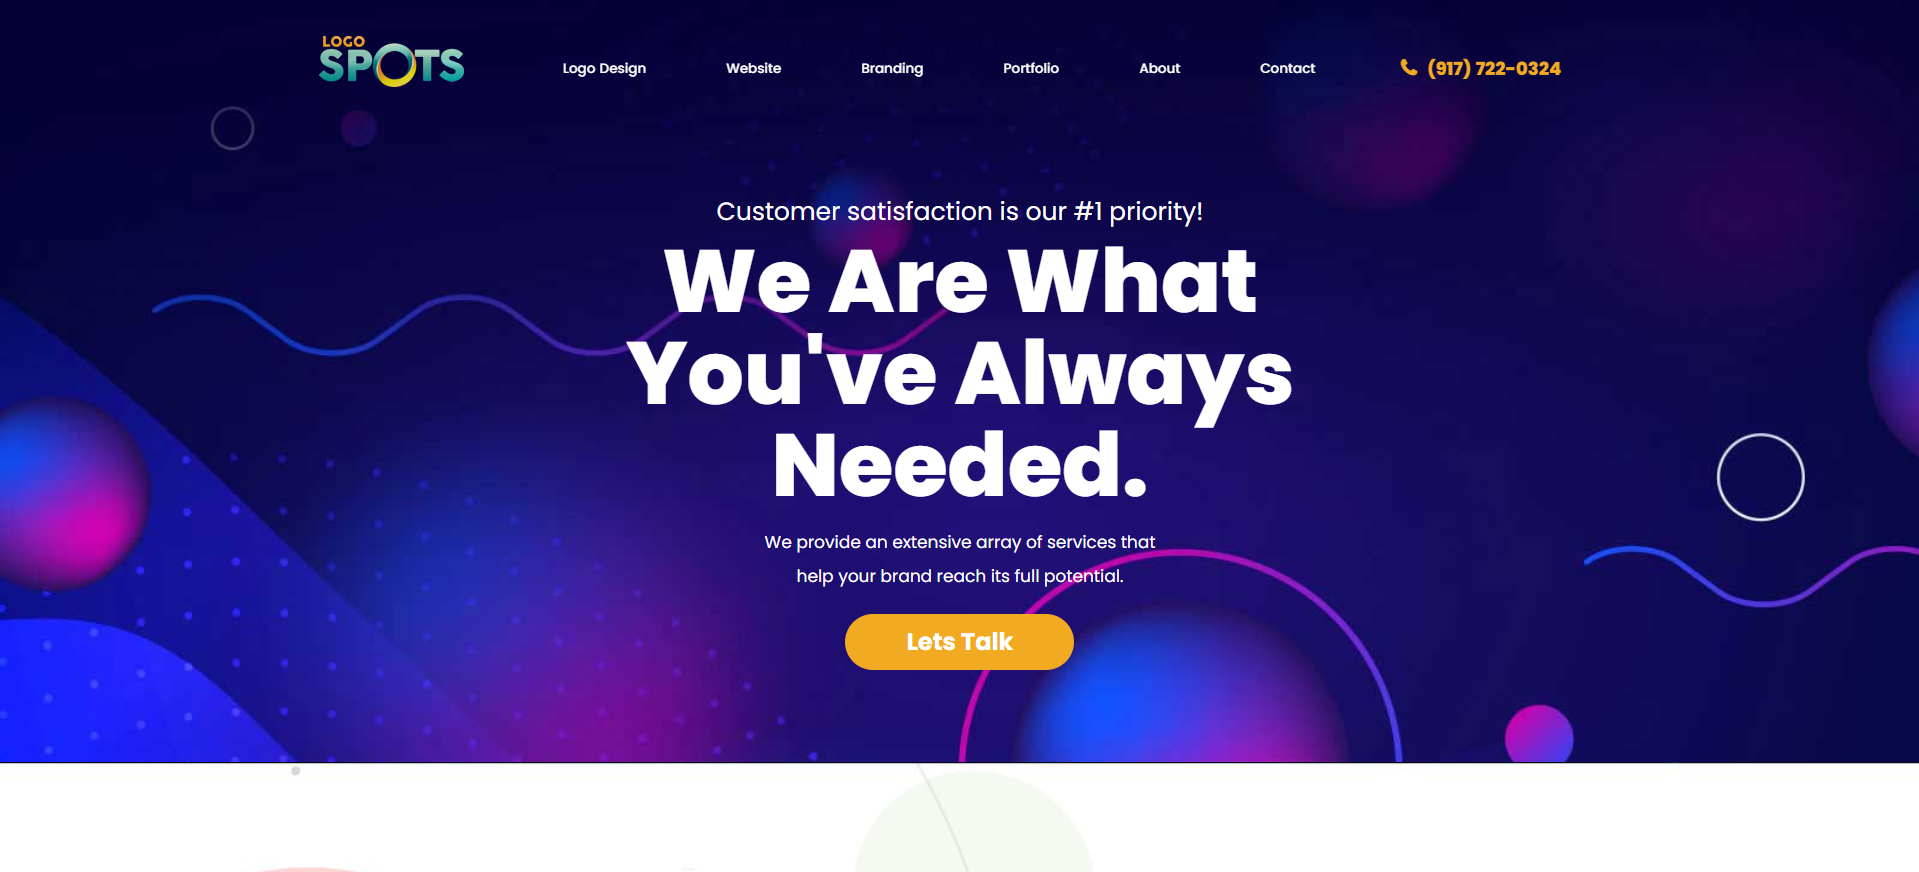 LOGO
SPOTS
Logo Design
Website
Branding
Portfolio
About
Contact
(917) 722-0324
Customer satisfaction is our #1 priority!
We Are What
You've Always
Needed.
We provide an extensive array of services that
help your brand reach its full potential.
Lets Talk